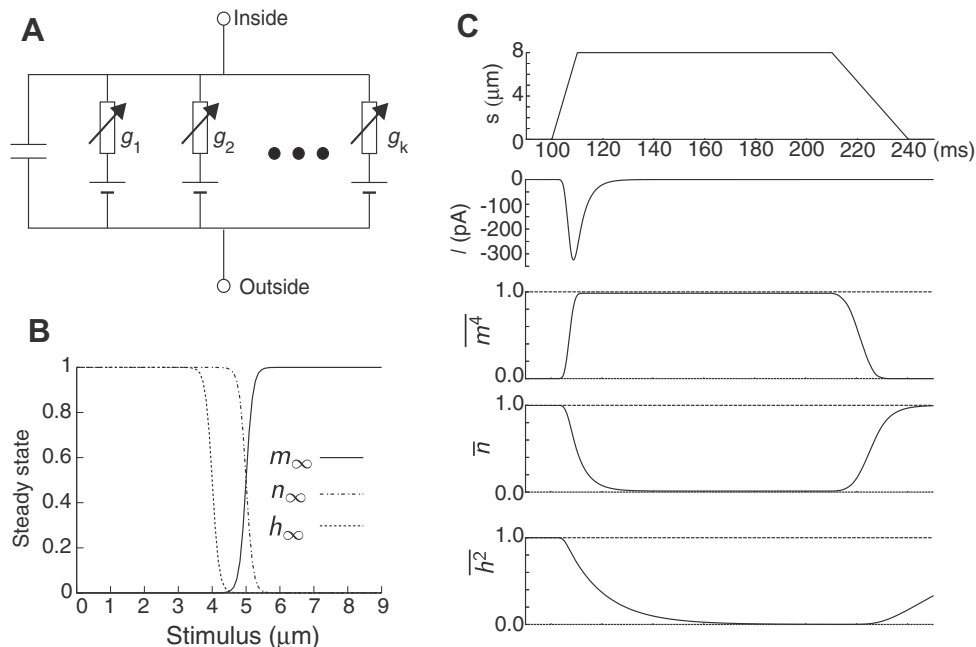 A
Inside
g1
g2
gk
Outside
B
Steady state
1
0.8
0.6
0.4
0.2
0
m∞
n∞
h∞
0 1 2 3 4 5 6 7 8 9
Stimulus (μm)
C
s (μm)
8
4
0
100 120 140 160 180 200 220 240 (ms)
I (pA)
0
-100
-200
-300
m4
1.0
0.0
n
1.0
0.0
h2
1.0
0.0